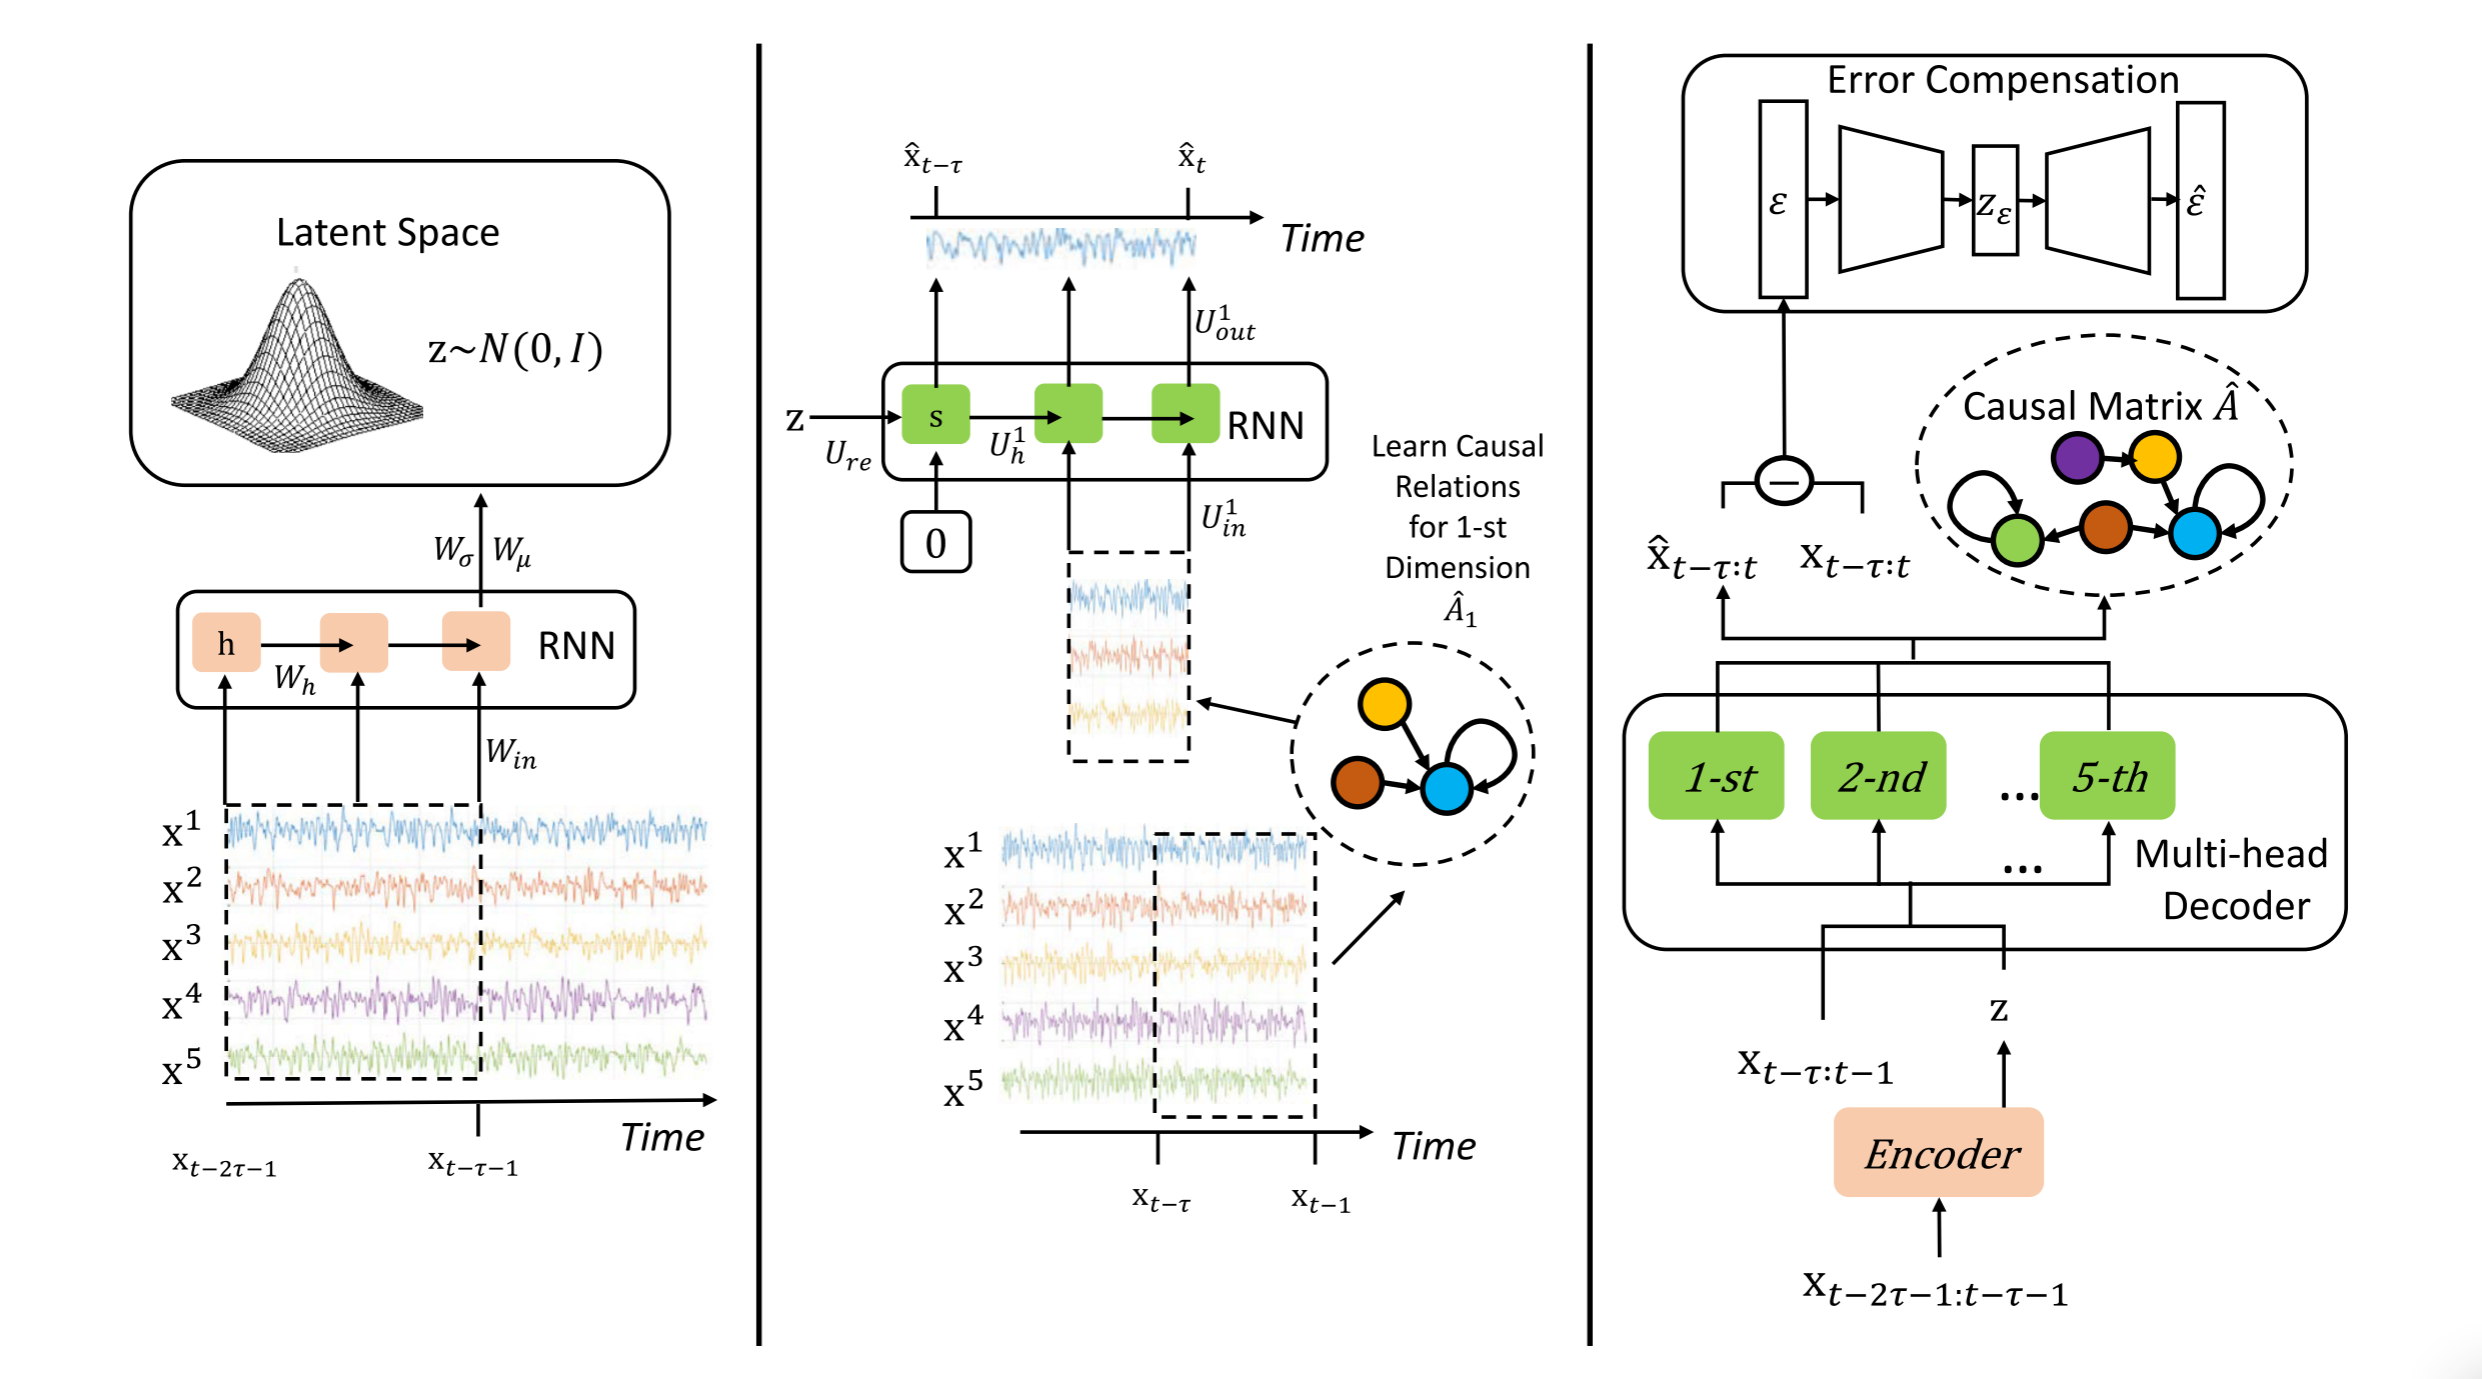 Latent Space
z~N(0, I)
W_σ W_μ
h
RNN
W_h
W_in
x^1
x^2
x^3
x^4
x^5
Time
x_{t−2τ−1}
x_{t−τ−1}
x̂_{t−τ}
x̂_t
Time
U^1_out
z
s
RNN
U_re
U^1_h
0
U^1_in
Learn Causal
Relations
for 1-st
Dimension
Â_1
x^1
x^2
x^3
x^4
x^5
Time
x_{t−τ}
x_{t−1}
Error Compensation
ε
z_ε
ε̂
Causal Matrix Â
−
x̂_{t−τ:t}
x_{t−τ:t}
1-st
2-nd
...
5-th
...
Multi-head
Decoder
z
x_{t−τ:t−1}
Encoder
x_{t−2τ−1:t−τ−1}